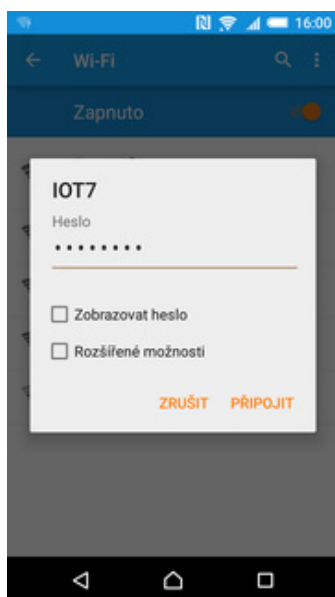 16:00
Wi-Fi
Zapnuto
IOT7
Heslo
••••••••
Zobrazovat heslo
Rozšířené možnosti
ZRUŠIT PŘIPOJIT